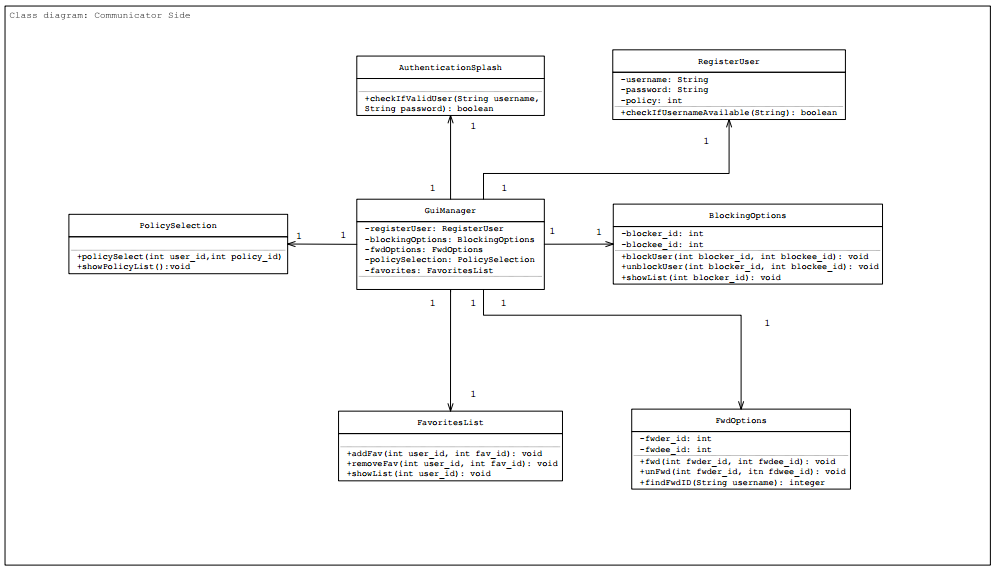 Class diagram: Communicator Side
AuthenticationSplash
+checkIfValidUser(String username,
String password): boolean
RegisterUser
-username: String
-password: String
-policy: int
+checkIfUsernameAvailable(String): boolean
1
1
1
1
PolicySelection
+policySelect(int user_id,int policy_id)
+showPolicyList():void
1
1
GuiManager
-registerUser: RegisterUser
-blockingOptions: BlockingOptions
-fwdOptions: FwdOptions
-policySelection: PolicySelection
-favorites: FavoritesList
1
1
BlockingOptions
-blocker_id: int
-blockee_id: int
+blockUser(int blocker_id, int blockee_id): void
+unblockUser(int blocker_id, int blockee_id): void
+showList(int blocker_id): void
1
1
1
1
1
FavoritesList
+addFav(int user_id, int fav_id): void
+removeFav(int user_id, int fav_id): void
+showList(int user_id): void
FwdOptions
-fwder_id: int
-fwdee_id: int
+fwd(int fwder_id, int fwdee_id): void
+unFwd(int fwder_id, itn fdwee_id): void
+findFwdID(String username): integer